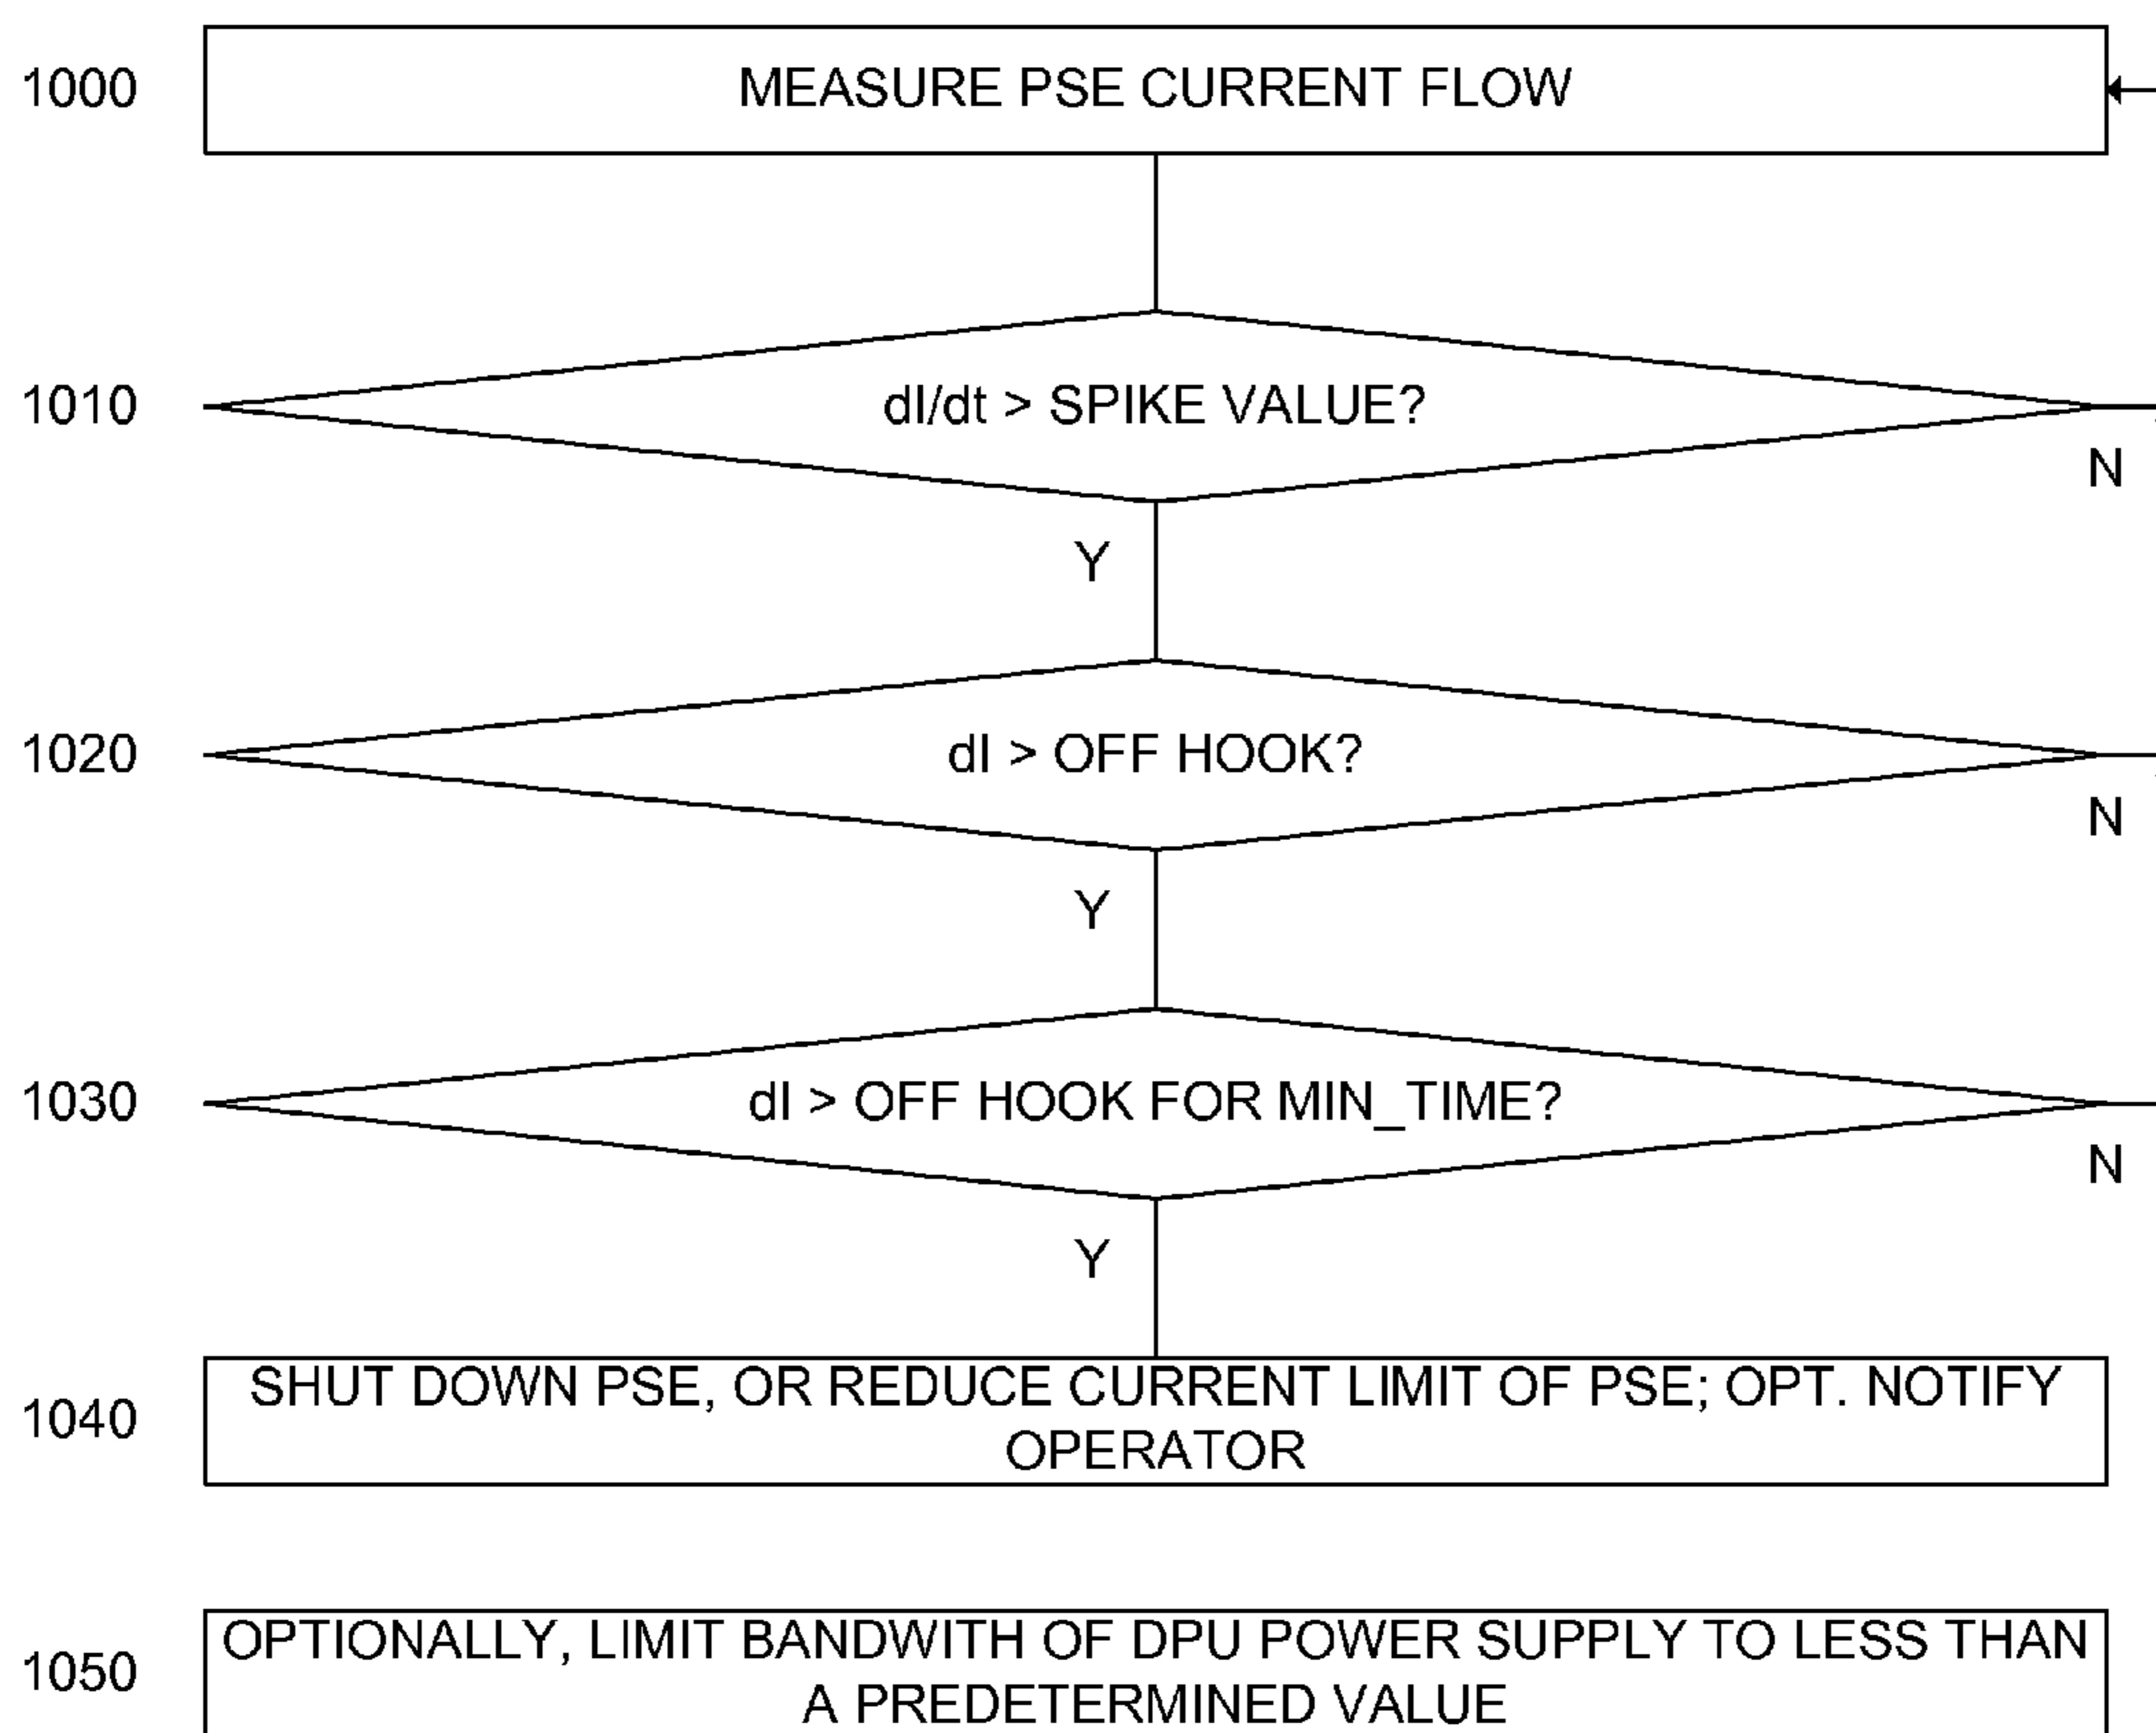 1000
MEASURE PSE CURRENT FLOW
1010
dI/dt > SPIKE VALUE?
N
Y
1020
dI > OFF HOOK?
N
Y
1030
dI > OFF HOOK FOR MIN_TIME?
N
Y
1040
SHUT DOWN PSE, OR REDUCE CURRENT LIMIT OF PSE; OPT. NOTIFY
OPERATOR
1050
OPTIONALLY, LIMIT BANDWITH OF DPU POWER SUPPLY TO LESS THAN
A PREDETERMINED VALUE